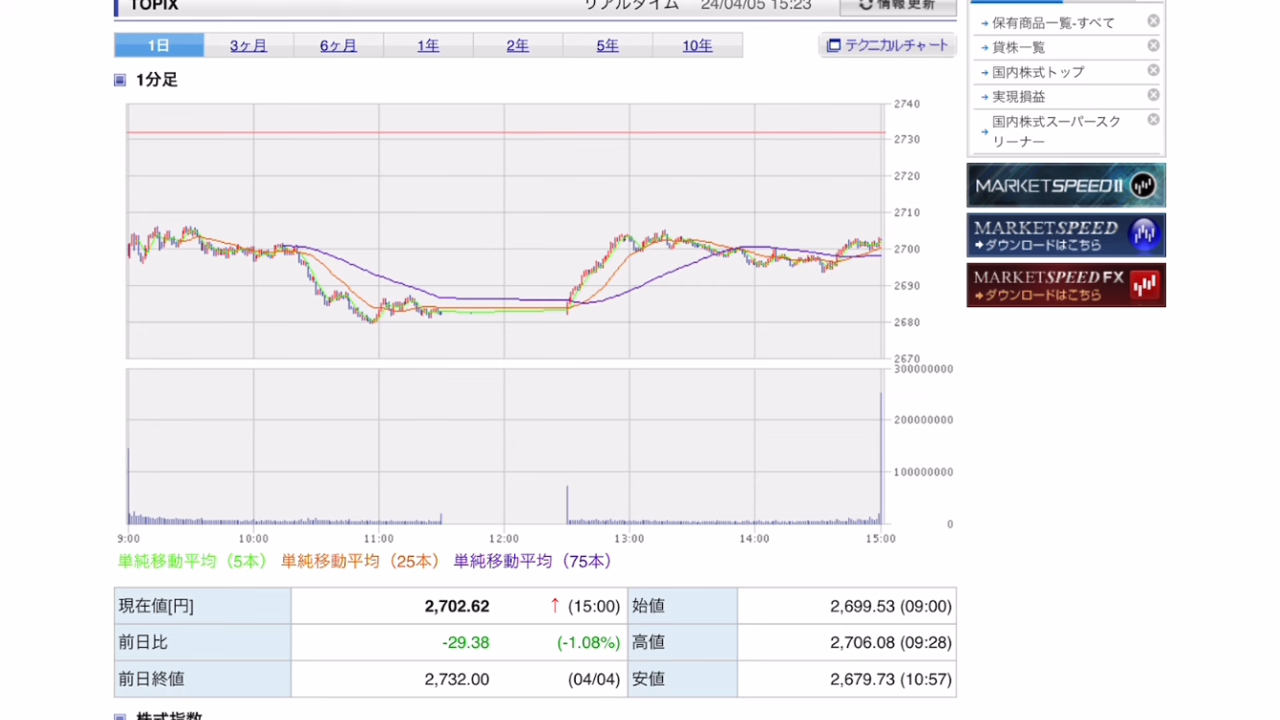 TOPIX
リアルタイム 24/04/05 15:23
情報更新
1日 3ヶ月 6ヶ月 1年 2年 5年 10年
テクニカルチャート
1分足
2740
2730
2720
2710
2700
2690
2680
2670
300000000
200000000
100000000
0
9:00 10:00 11:00 12:00 13:00 14:00 15:00
単純移動平均（5本） 単純移動平均（25本） 単純移動平均（75本）
現在値[円] 2,702.62 ↑ (15:00) 始値 2,699.53 (09:00)
前日比 -29.38 (-1.08%) 高値 2,706.08 (09:28)
前日終値 2,732.00 (04/04) 安値 2,679.73 (10:57)
株式指数
保有商品一覧-すべて
貸株一覧
国内株式トップ
実現損益
国内株式スーパースク
リーナー
MARKETSPEED II
MARKETSPEED
ダウンロードはこちら
MARKETSPEED FX
ダウンロードはこちら